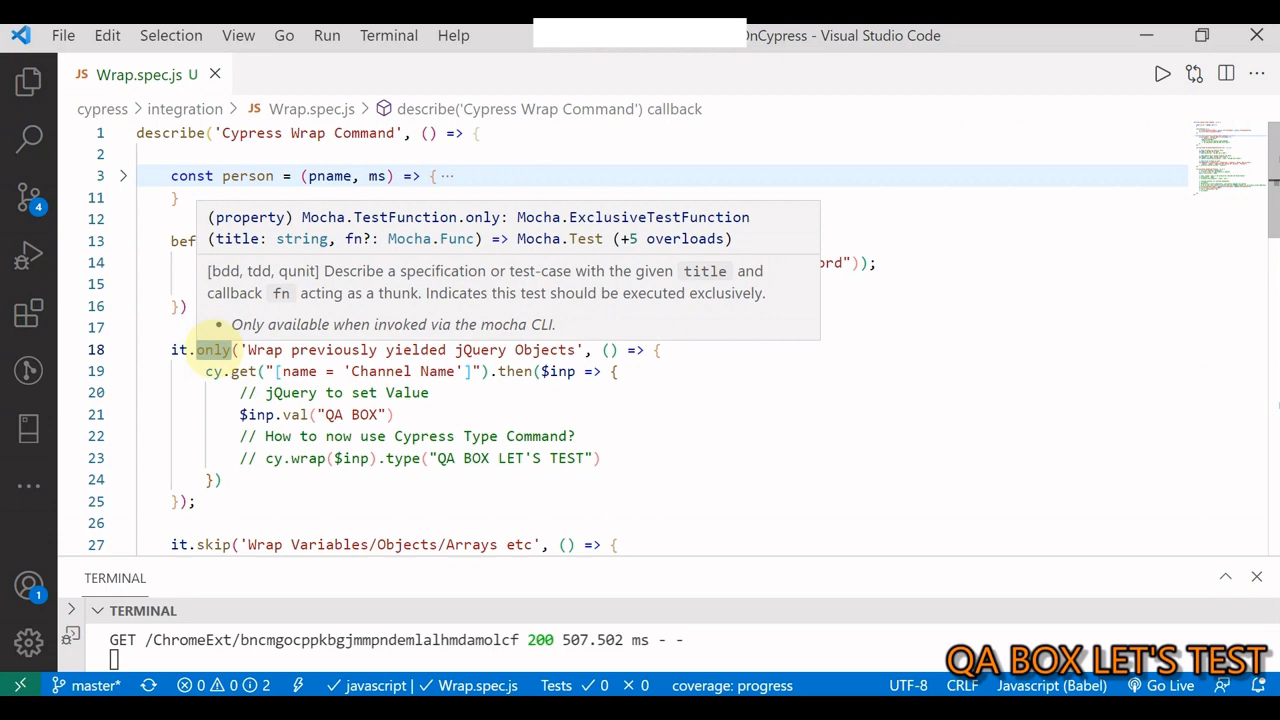 File Edit Selection View Go Run Terminal Help
OnCypress - Visual Studio Code
JS Wrap.spec.js U
cypress > integration > JS Wrap.spec.js > describe('Cypress Wrap Command') callback
1 describe('Cypress Wrap Command', () => {
2
3 const person = (pname, ms) => { ...
11 }
12
13 bef
14 ord"));
15
16 })
17
(property) Mocha.TestFunction.only: Mocha.ExclusiveTestFunction
(title: string, fn?: Mocha.Func) => Mocha.Test (+5 overloads)
[bdd, tdd, qunit] Describe a specification or test-case with the given title and
callback fn acting as a thunk. Indicates this test should be executed exclusively.
• Only available when invoked via the mocha CLI.
18 it.only('Wrap previously yielded jQuery Objects', () => {
19 cy.get("[name = 'Channel Name']").then($inp => {
20 // jQuery to set Value
21 $inp.val("QA BOX")
22 // How to now use Cypress Type Command?
23 // cy.wrap($inp).type("QA BOX LET'S TEST")
24 })
25 });
26
27 it.skip('Wrap Variables/Objects/Arrays etc', () => {
4
1
TERMINAL
TERMINAL
GET /ChromeExt/bncmgocppkbgjmmpndemlalhmdamolcf 200 507.502 ms - -
QA BOX LET'S TEST
master* 0 0 2 javascript | Wrap.spec.js Tests 0 0 coverage: progress UTF-8 CRLF Javascript (Babel) Go Live